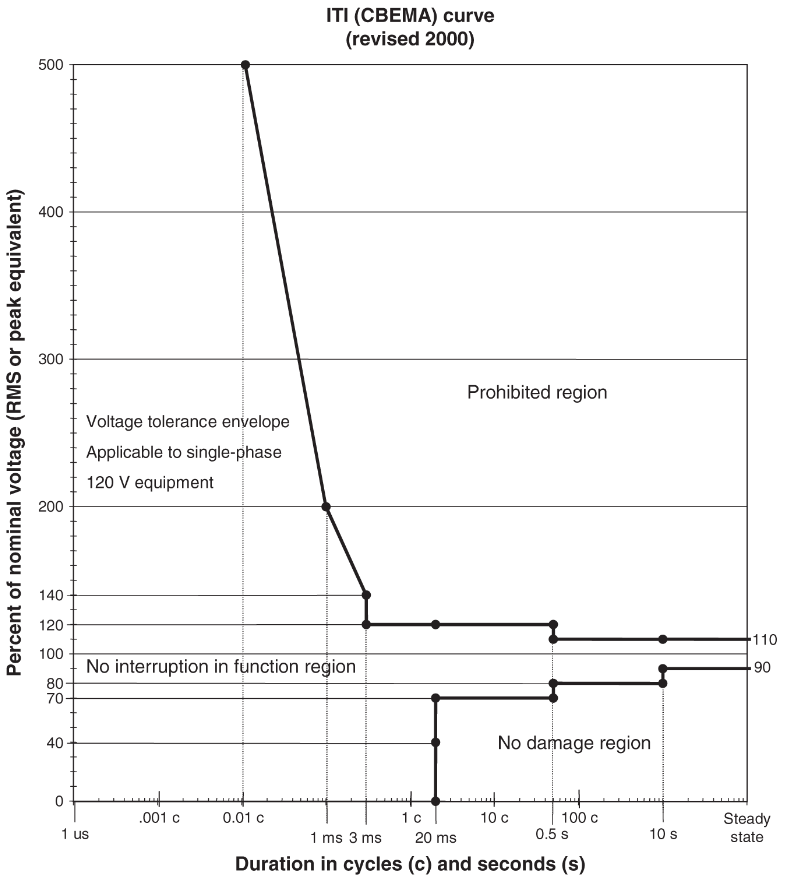 ITI (CBEMA) curve
(revised 2000)
Percent of nominal voltage (RMS or peak equivalent)
500
400
300
200
140
120
100
80
70
40
0
Prohibited region
Voltage tolerance envelope
Applicable to single-phase
120 V equipment
110
No interruption in function region
90
No damage region
.001 c
0.01 c
1 c
10 c
100 c
Steady
state
1 us
1 ms
3 ms
20 ms
0.5 s
10 s
Duration in cycles (c) and seconds (s)